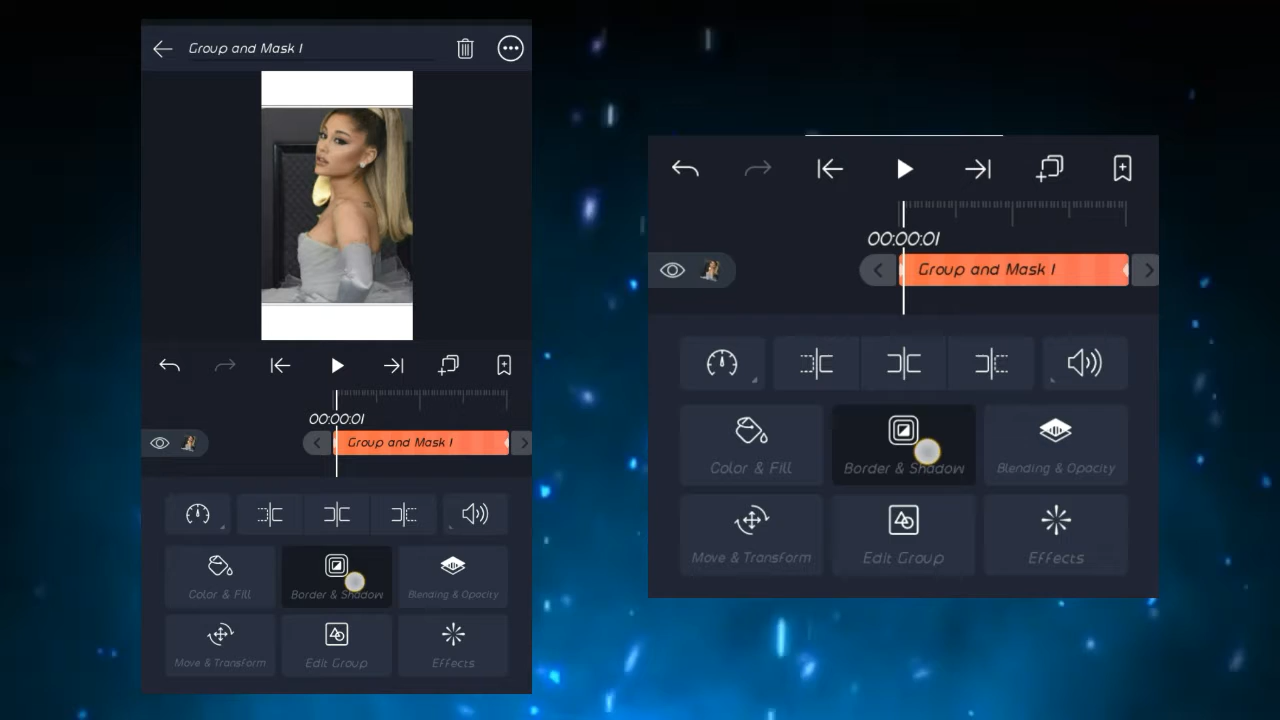 Group and Mask 1
00:00:01
Group and Mask 1
Color & Fill
Border & Shadow
Blending & Opacity
Move & Transform
Edit Group
Effects
00:00:01
Group and Mask 1
Color & Fill
Border & Shadow
Blending & Opacity
Move & Transform
Edit Group
Effects